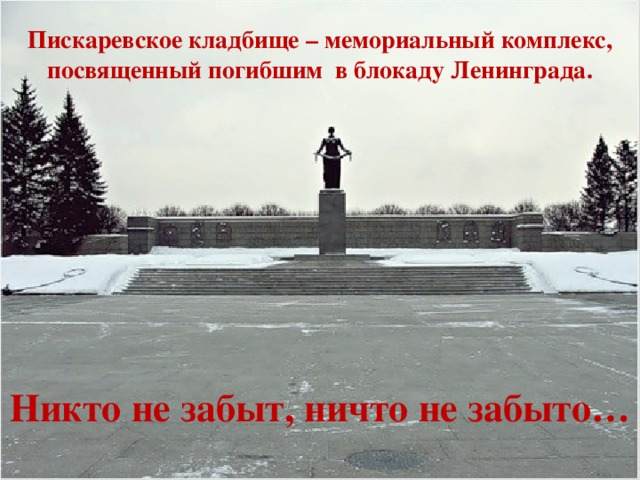 Пискаревское кладбище – мемориальный комплекс,
посвященный погибшим в блокаду Ленинграда.
Никто не забыт, ничто не забыто…